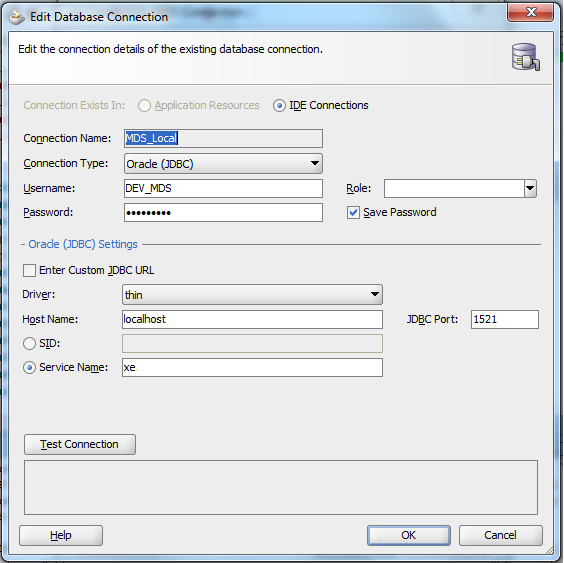 Edit Database Connection
Edit the connection details of the existing database connection.
Connection Exists In: Application Resources IDE Connections
Connection Name: MDS_Local
Connection Type: Oracle (JDBC)
Username: DEV_MDS Role:
Password: ••••••••• Save Password
Oracle (JDBC) Settings
Enter Custom JDBC URL
Driver: thin
Host Name: localhost JDBC Port: 1521
SID:
Service Name: xe
Test Connection
Help OK Cancel